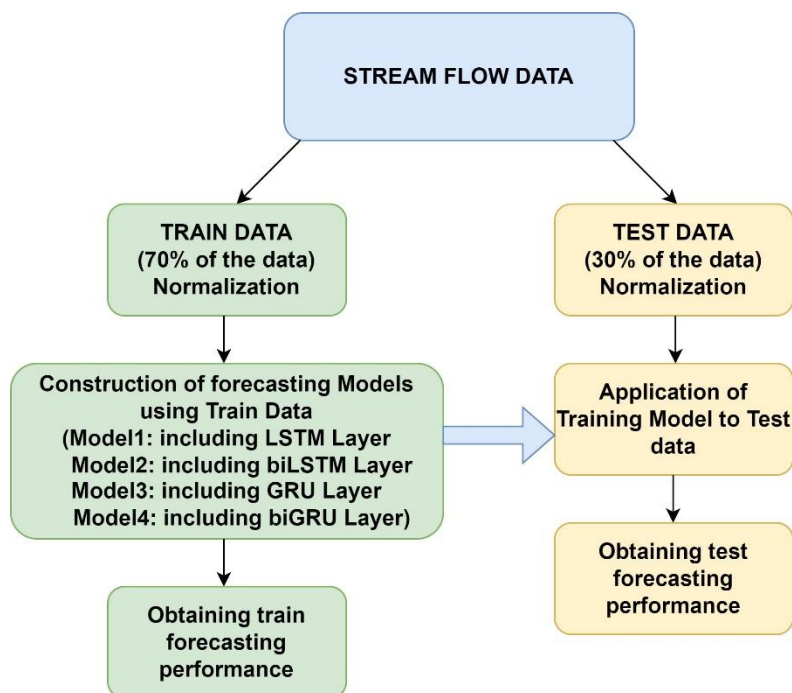 STREAM FLOW DATA
TRAIN DATA
(70% of the data)
Normalization
TEST DATA
(30% of the data)
Normalization
Construction of forecasting Models
using Train Data
(Model1: including LSTM Layer
Model2: including biLSTM Layer
Model3: including GRU Layer
Model4: including biGRU Layer)
Application of
Training Model to Test
data
Obtaining train
forecasting
performance
Obtaining test
forecasting
performance